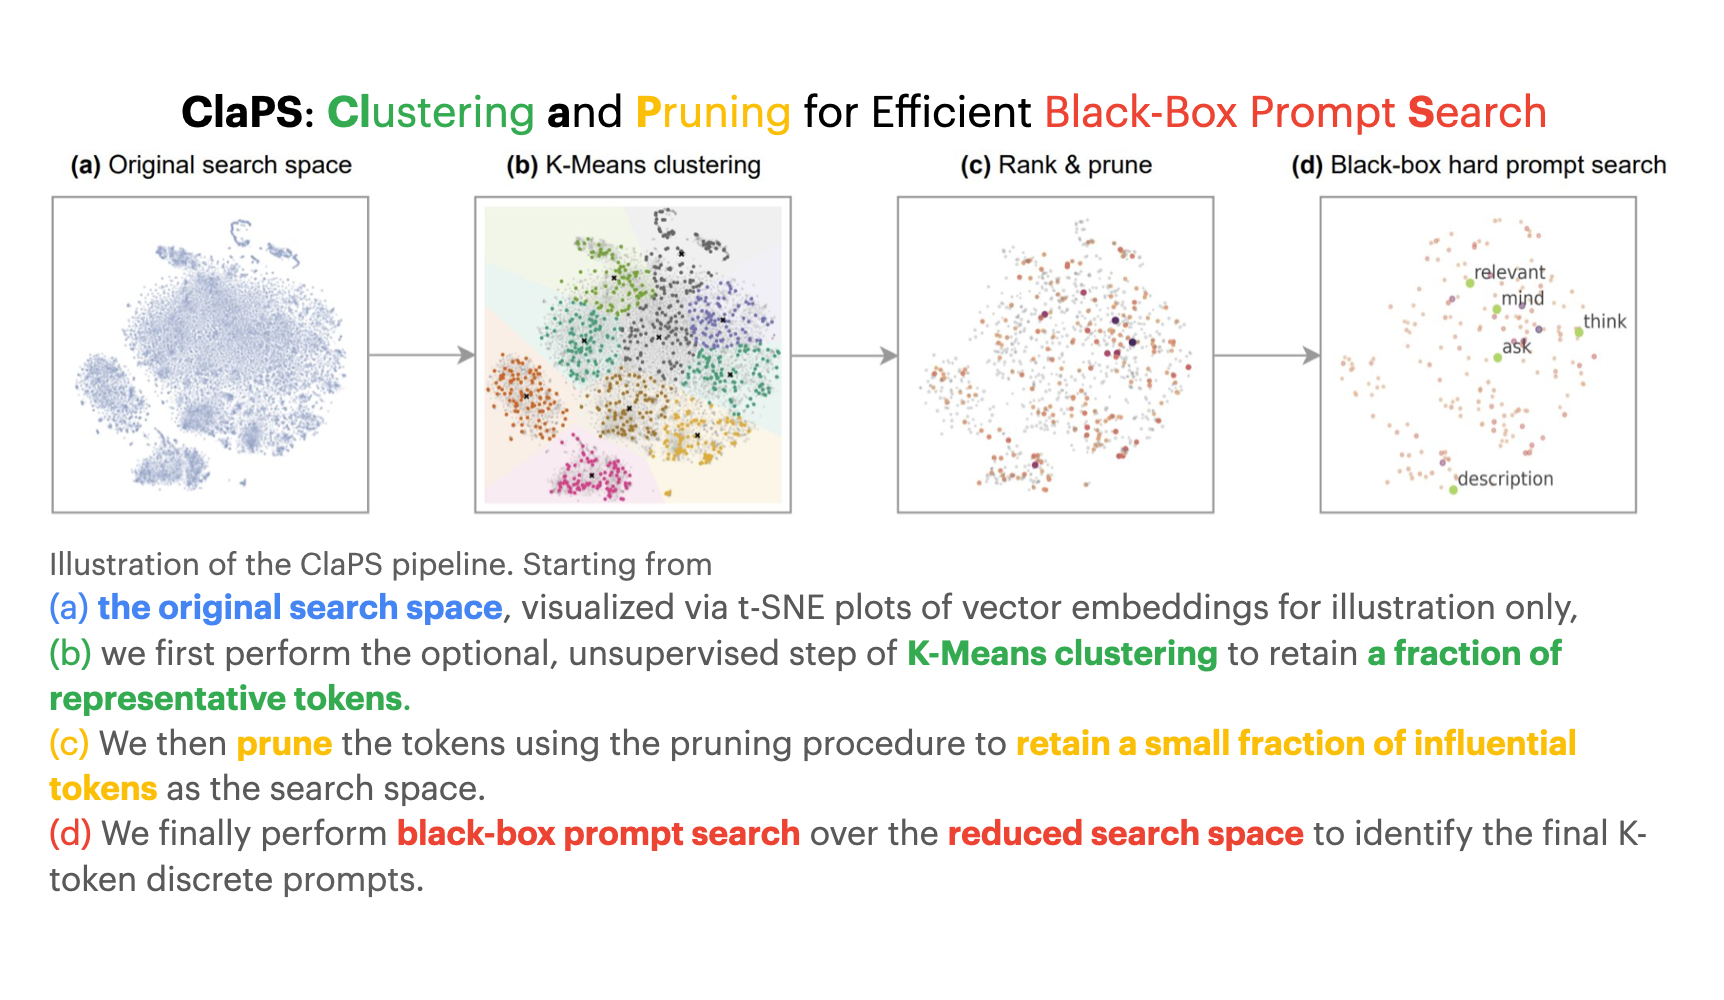 ClaPS: Clustering and Pruning for Efficient Black-Box Prompt Search
(a) Original search space
(b) K-Means clustering
(c) Rank & prune
(d) Black-box hard prompt search
relevant
mind
think
ask
description
Illustration of the ClaPS pipeline. Starting from
(a) the original search space, visualized via t-SNE plots of vector embeddings for illustration only,
(b) we first perform the optional, unsupervised step of K-Means clustering to retain a fraction of
representative tokens.
(c) We then prune the tokens using the pruning procedure to retain a small fraction of influential
tokens as the search space.
(d) We finally perform black-box prompt search over the reduced search space to identify the final K-
token discrete prompts.